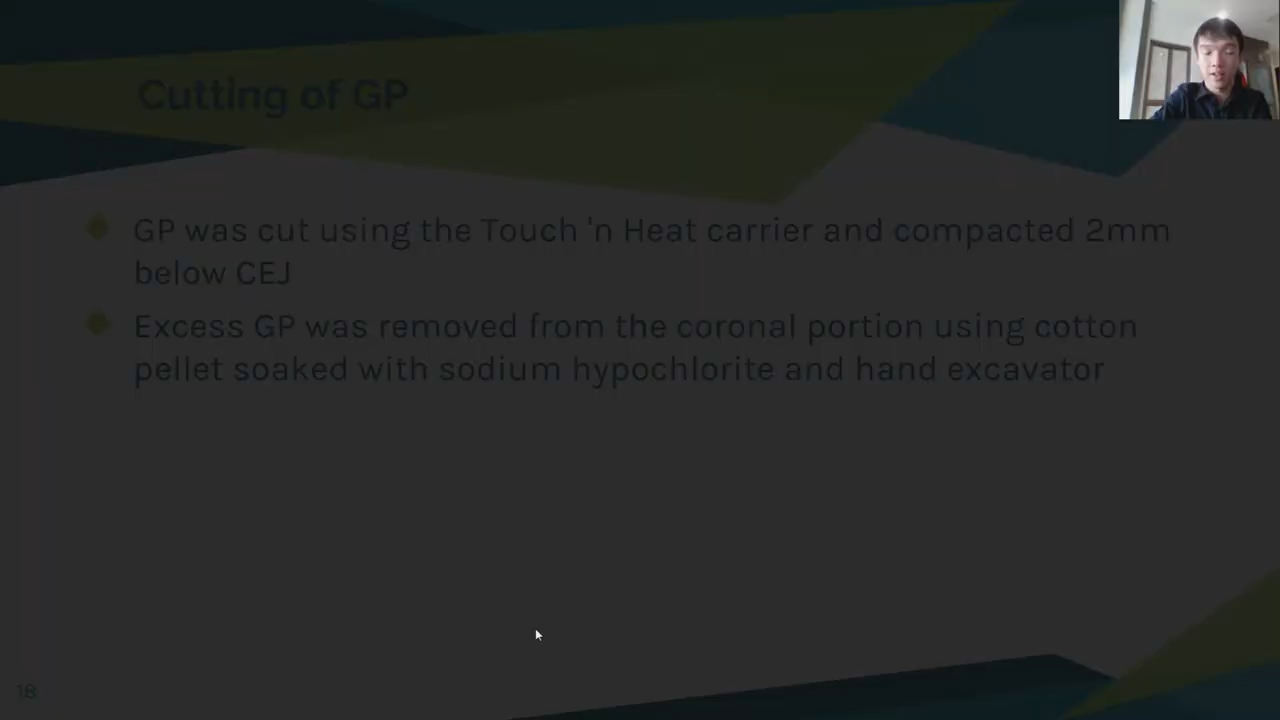 Cutting of GP
GP was cut using the Touch 'n Heat carrier and compacted 2mm
below CEJ
Excess GP was removed from the coronal portion using cotton
pellet soaked with sodium hypochlorite and hand excavator
18